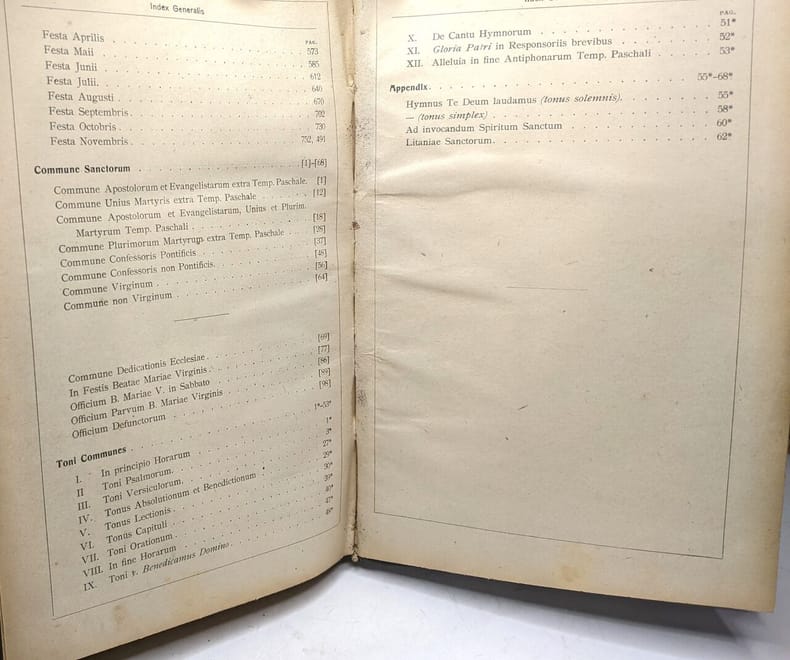 Index Generalis
PAG.
Festa Aprilis . 573
Festa Maii . 585
Festa Junii . 612
Festa Julii. 640
Festa Augusti . 670
Festa Septembris. 702
Festa Octobris . 730
Festa Novembris. 752, 491
Commune Sanctorum . [1]-[68]
Commune Apostolorum et Evangelistarum extra Temp. Paschale. [1]
Commune Unius Martyris extra Temp. Paschale . [12]
Commune Apostolorum et Evangelistarum, Unius et Plurim.
Martyrum Temp. Paschali . [18]
Commune Plurimorum Martyrum extra Temp. Paschale . [28]
Commune Confessoris Pontificis . [37]
Commune Confessoris non Pontificis. [48]
Commune Virginum . [56]
Commune non Virginum . [64]
Commune Dedicationis Ecclesiae . [69]
In Festis Beatae Mariae Virginis . [77]
Officium B. Mariae V. in Sabbato . [86]
Officium Parvum B. Mariae Virginis . [89]
Officium Defunctorum . [98]
Toni Communes . 1*-53*
I. In principio Horarum . 1*
II Toni Psalmorum. 3*
III. Toni Versiculorum. 27*
IV. Tonus Absolutionum et Benedictionum . 29*
V. Tonus Lectionis . 30*
VI. Tonus Capituli . 39*
VII. Toni Orationum . 40*
VIII. In fine Horarum . 47*
IX. Toni v. Benedicamus Domino . 48*
PAG.
X. De Cantu Hymnorum . 51*
XI. Gloria Patri in Responsoriis brevibus . 52*
XII. Alleluia in fine Antiphonarum Temp. Paschali . 53*
Appendix. 55*-68*
Hymnus Te Deum laudamus (tonus solemnis). 55*
— (tonus simplex) . 58*
Ad invocandum Spiritum Sanctum . 60*
Litaniae Sanctorum. 62*